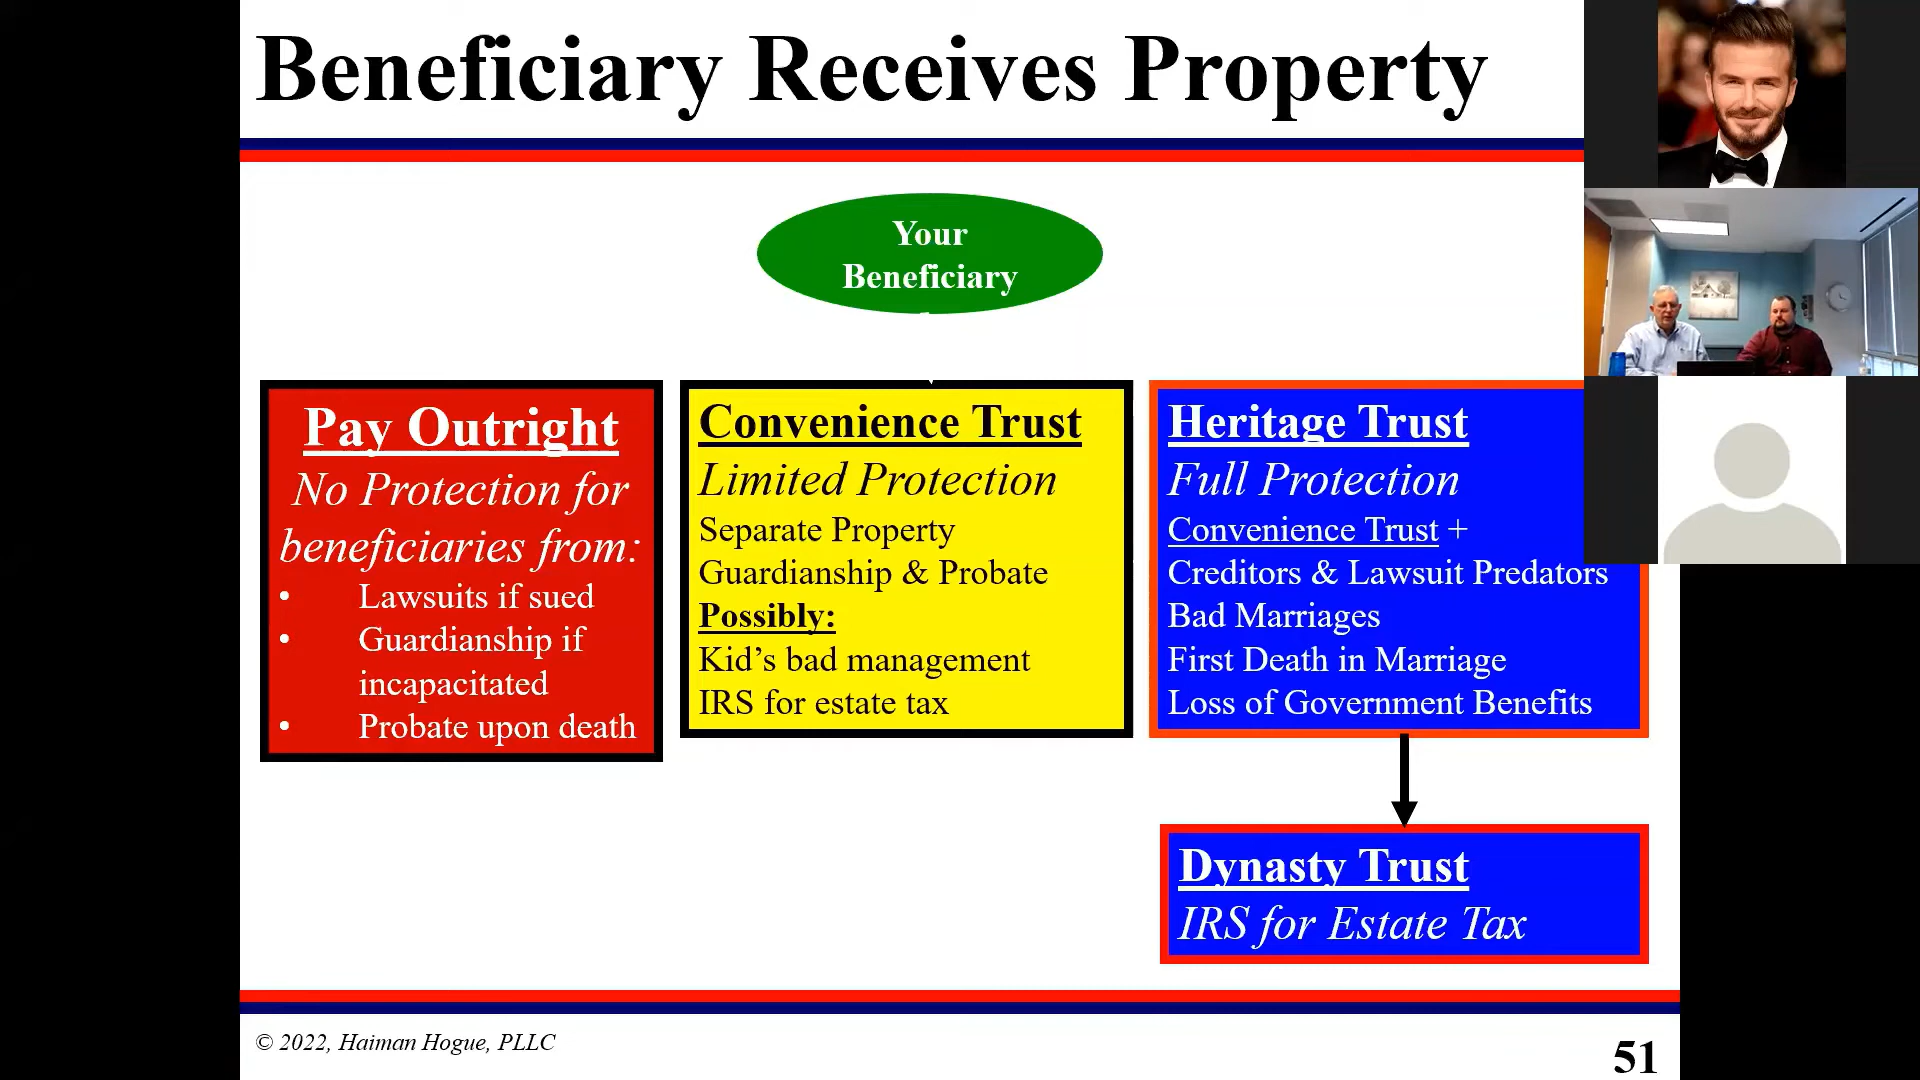 Beneficiary Receives Property
Your
Beneficiary
Pay Outright
No Protection for
beneficiaries from:
• Lawsuits if sued
• Guardianship if
incapacitated
• Probate upon death
Convenience Trust
Limited Protection
Separate Property
Guardianship & Probate
Possibly:
Kid’s bad management
IRS for estate tax
Heritage Trust
Full Protection
Convenience Trust +
Creditors & Lawsuit Predators
Bad Marriages
First Death in Marriage
Loss of Government Benefits
Dynasty Trust
IRS for Estate Tax
© 2022, Haiman Hogue, PLLC
51